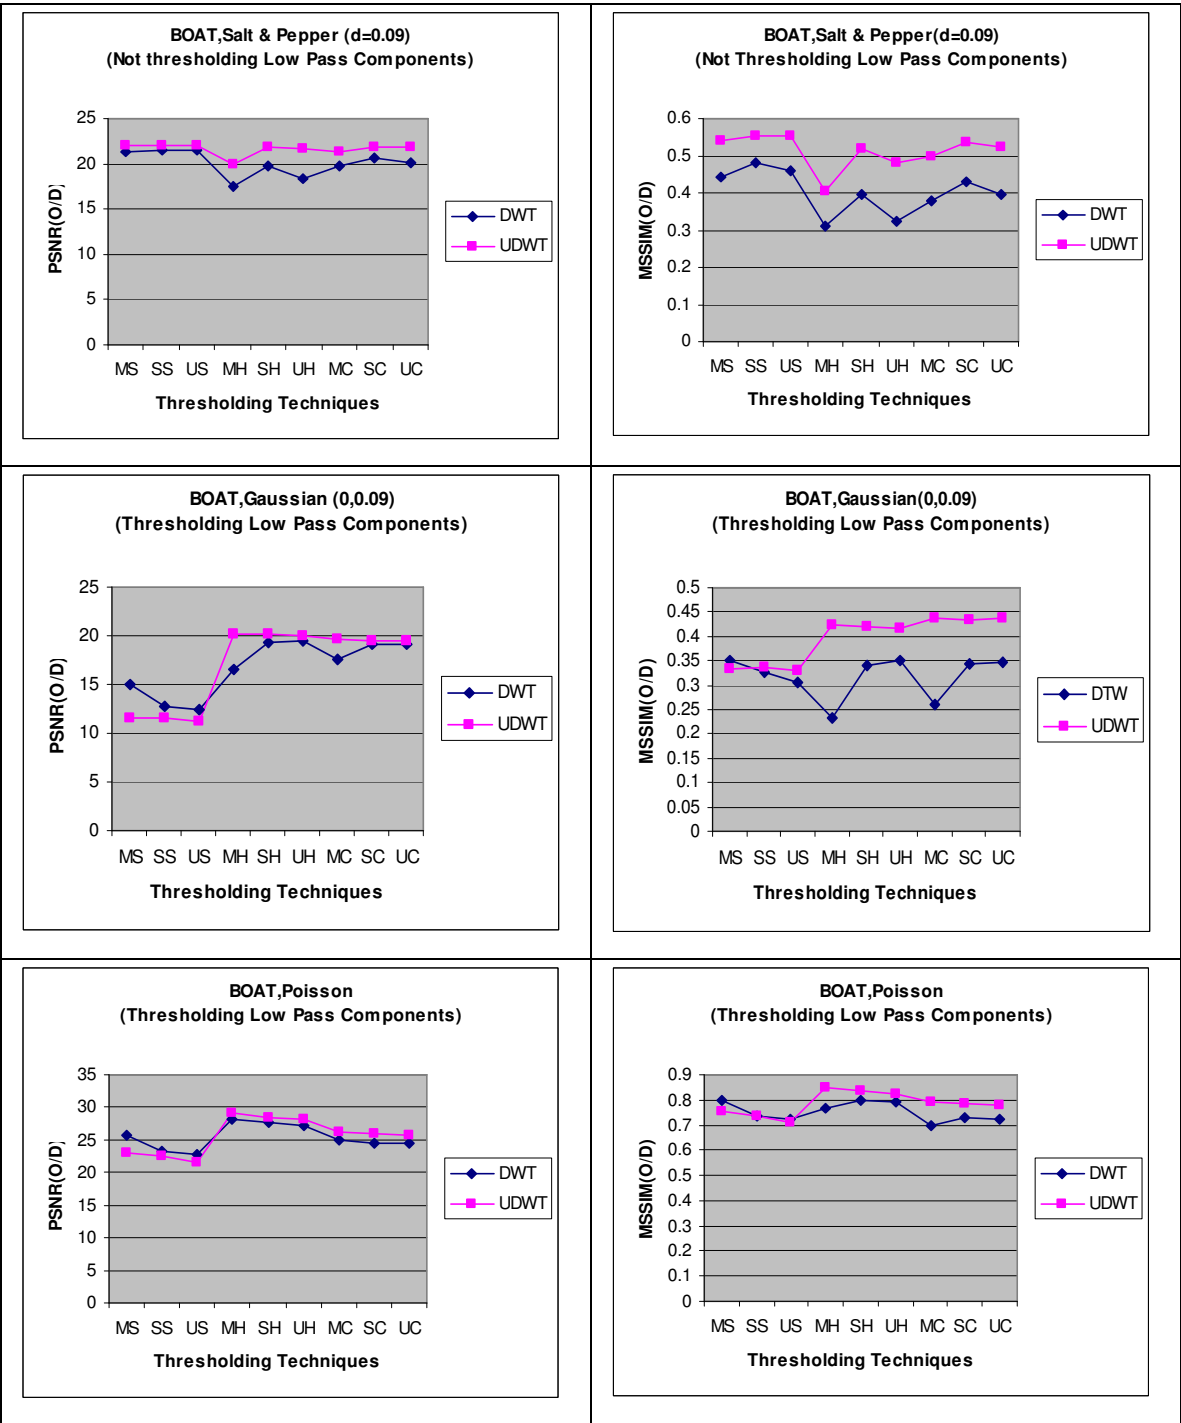 BOAT,Salt & Pepper (d=0.09)
(Not thresholding Low Pass Components)
PSNR(O/D)
25
20
15
10
5
0
MS SS US MH SH UH MC SC UC
Thresholding Techniques
DWT
UDWT
BOAT,Salt & Pepper(d=0.09)
(Not Thresholding Low Pass Components)
MSSIM(O/D)
0.6
0.5
0.4
0.3
0.2
0.1
0
MS SS US MH SH UH MC SC UC
Thresholding Techniques
DWT
UDWT
BOAT,Gaussian (0,0.09)
(Thresholding Low Pass Components)
PSNR(O/D)
25
20
15
10
5
0
MS SS US MH SH UH MC SC UC
Thresholding Techniques
DWT
UDWT
BOAT,Gaussian(0,0.09)
(Thresholding Low Pass Components)
MSSIM(O/D)
0.5
0.45
0.4
0.35
0.3
0.25
0.2
0.15
0.1
0.05
0
MS SS US MH SH UH MC SC UC
Thresholding Techniques
DTW
UDWT
BOAT,Poisson
(Thresholding Low Pass Components)
PSNR(O/D)
35
30
25
20
15
10
5
0
MS SS US MH SH UH MC SC UC
Thresholding Techniques
DWT
UDWT
BOAT,Poisson
(Thresholding Low Pass Components)
MSSIM(O/D)
0.9
0.8
0.7
0.6
0.5
0.4
0.3
0.2
0.1
0
MS SS US MH SH UH MC SC UC
Thresholding Techniques
DWT
UDWT